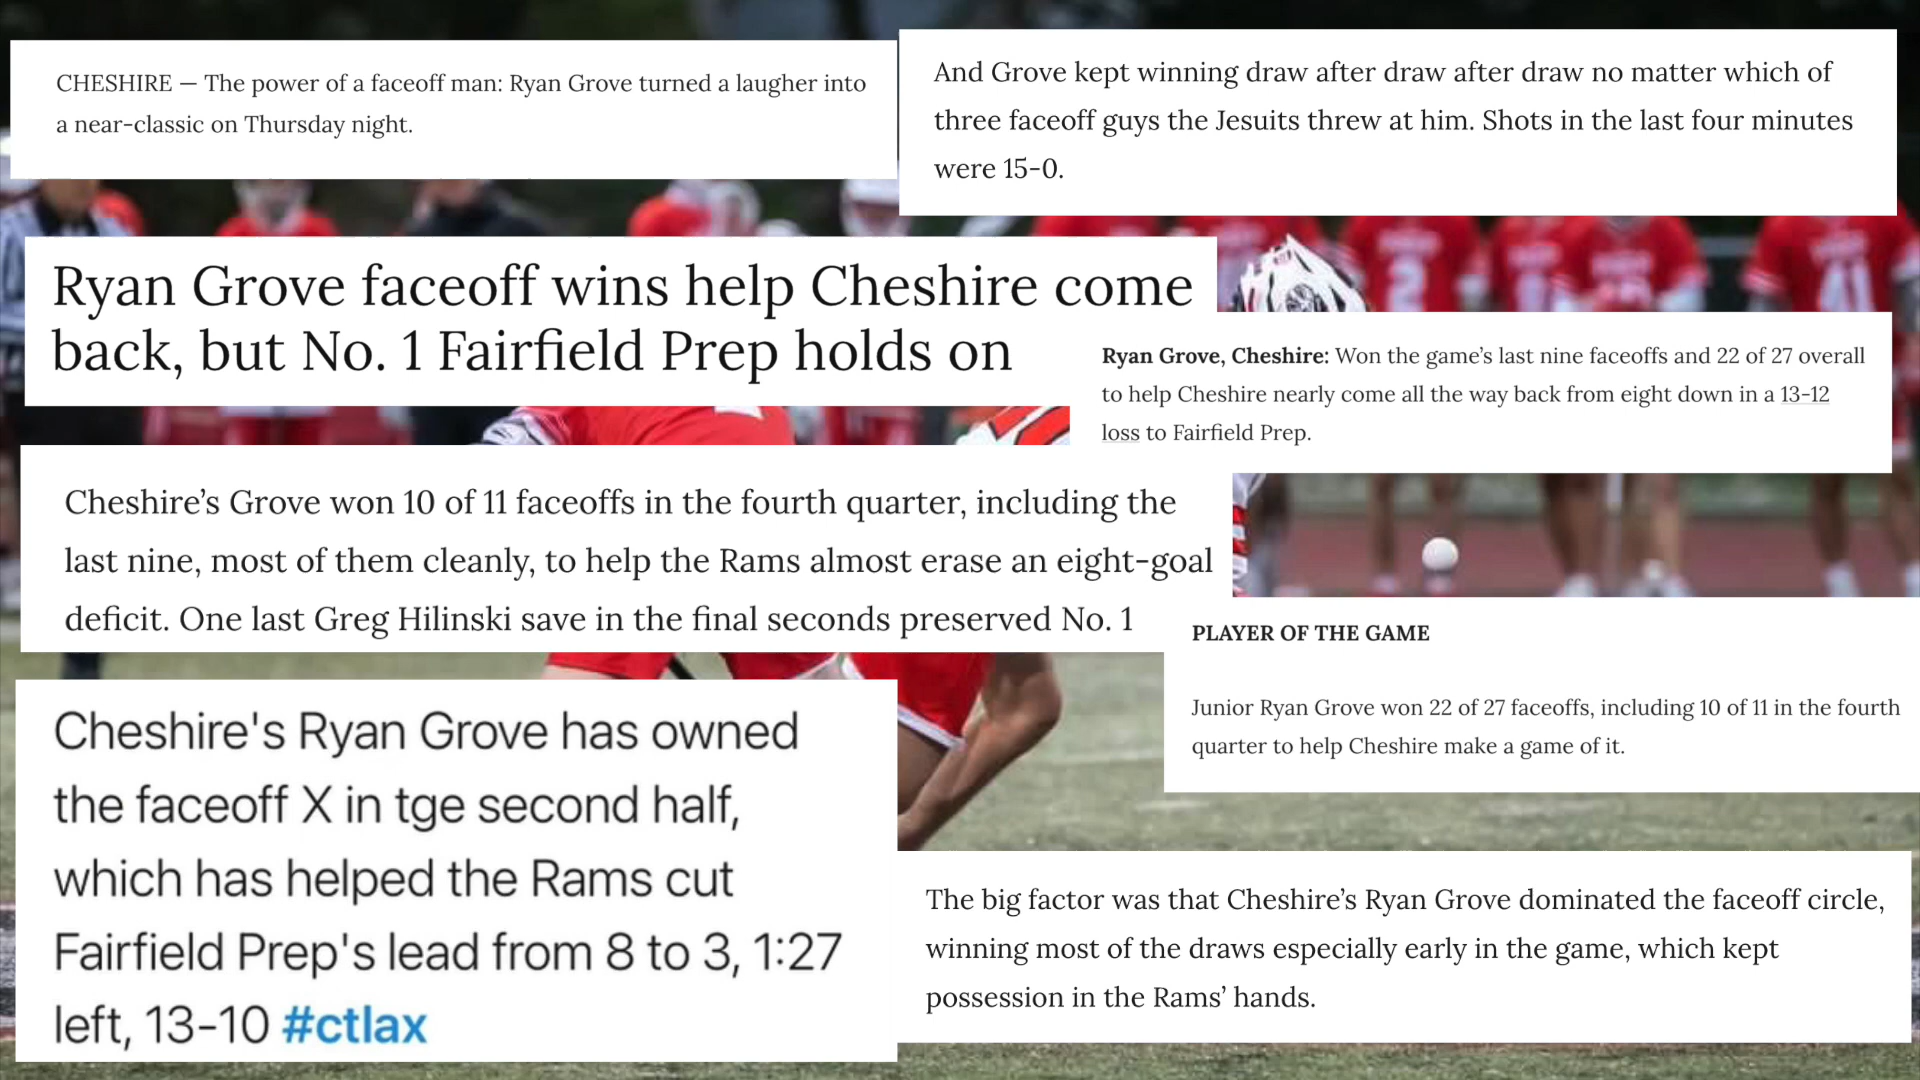 CHESHIRE — The power of a faceoff man: Ryan Grove turned a laugher into
a near-classic on Thursday night.
And Grove kept winning draw after draw after draw no matter which of
three faceoff guys the Jesuits threw at him. Shots in the last four minutes
were 15-0.
Ryan Grove faceoff wins help Cheshire come
back, but No. 1 Fairfield Prep holds on
Ryan Grove, Cheshire: Won the game’s last nine faceoffs and 22 of 27 overall
to help Cheshire nearly come all the way back from eight down in a 13-12
loss to Fairfield Prep.
Cheshire’s Grove won 10 of 11 faceoffs in the fourth quarter, including the
last nine, most of them cleanly, to help the Rams almost erase an eight-goal
deficit. One last Greg Hilinski save in the final seconds preserved No. 1
PLAYER OF THE GAME
Junior Ryan Grove won 22 of 27 faceoffs, including 10 of 11 in the fourth
quarter to help Cheshire make a game of it.
Cheshire's Ryan Grove has owned
the faceoff X in tge second half,
which has helped the Rams cut
Fairfield Prep's lead from 8 to 3, 1:27
left, 13-10 #ctlax
The big factor was that Cheshire’s Ryan Grove dominated the faceoff circle,
winning most of the draws especially early in the game, which kept
possession in the Rams’ hands.
2
41